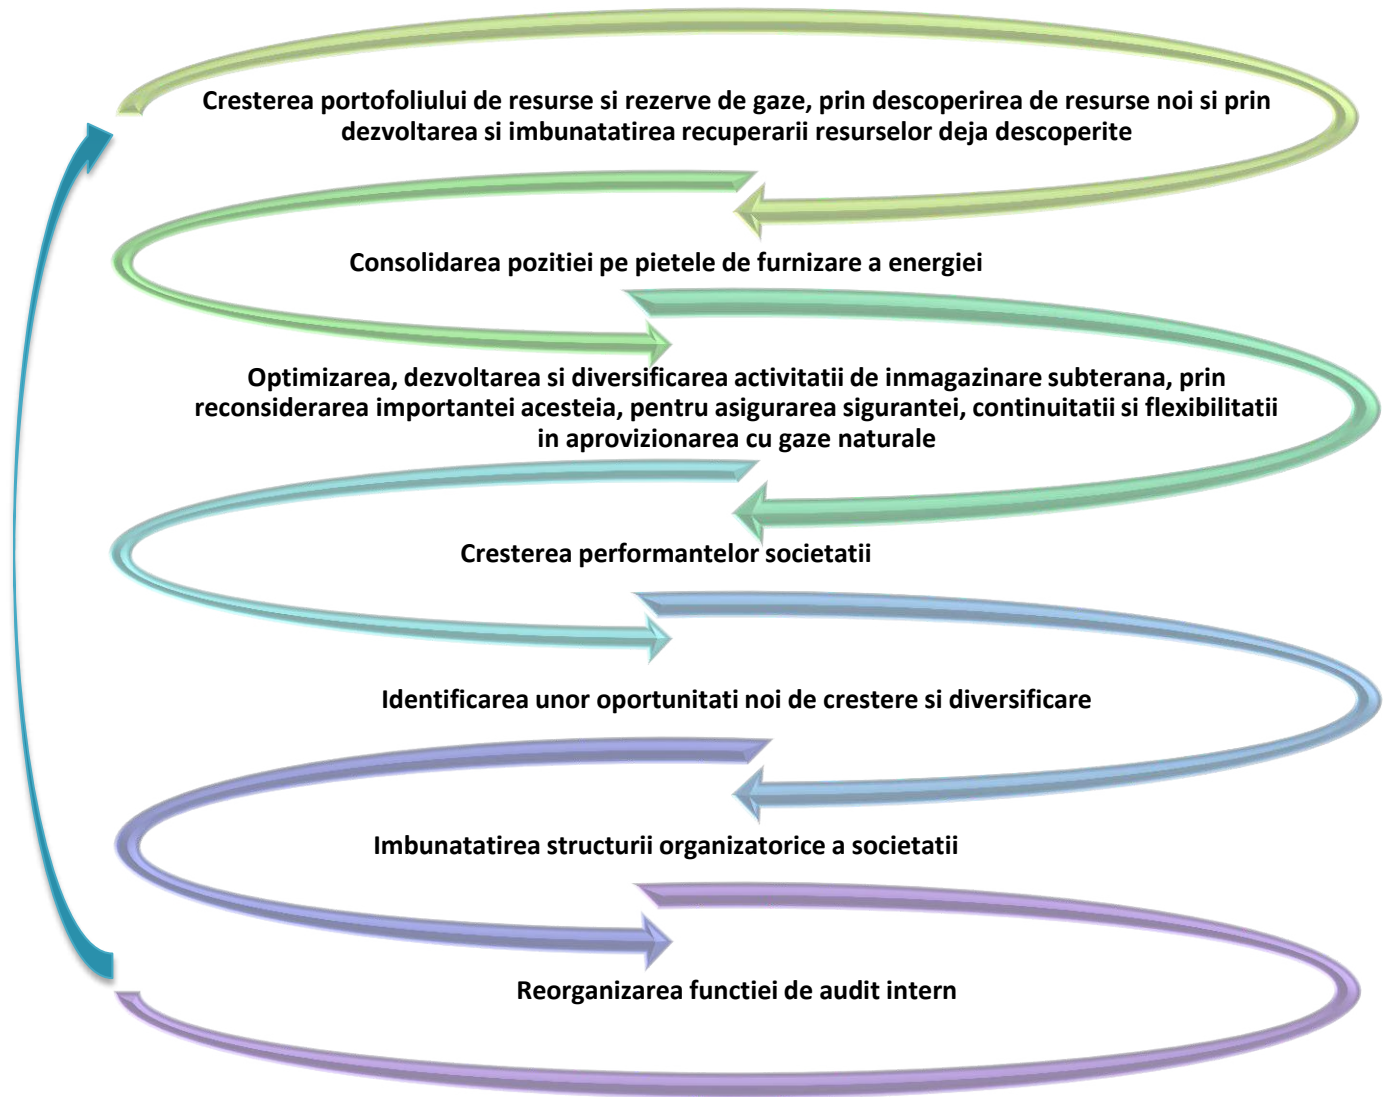 Cresterea portofoliului de resurse si rezerve de gaze, prin descoperirea de resurse noi si prin
dezvoltarea si imbunatatirea recuperarii resurselor deja descoperite
Consolidarea pozitiei pe pietele de furnizare a energiei
Optimizarea, dezvoltarea si diversificarea activitatii de inmagazinare subterana, prin
reconsiderarea importantei acesteia, pentru asigurarea sigurantei, continuitatii si flexibilitatii
in aprovizionarea cu gaze naturale
Cresterea performantelor societatii
Identificarea unor oportunitati noi de crestere si diversificare
Imbunatatirea structurii organizatorice a societatii
Reorganizarea functiei de audit intern